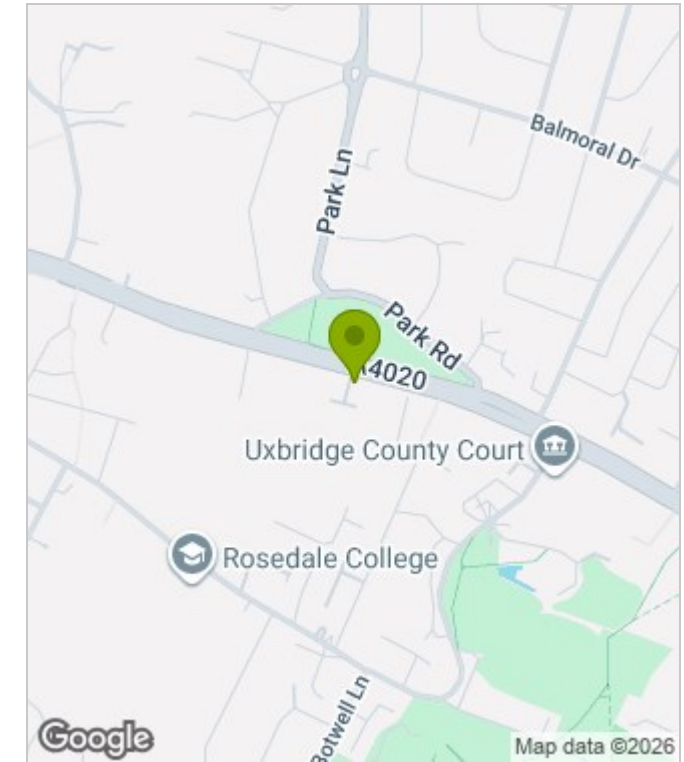 Balmoral Dr
Park Ln
Park Rd
A4020
Uxbridge County Court
Rosedale College
Botwell Ln
Google
Map data ©2026